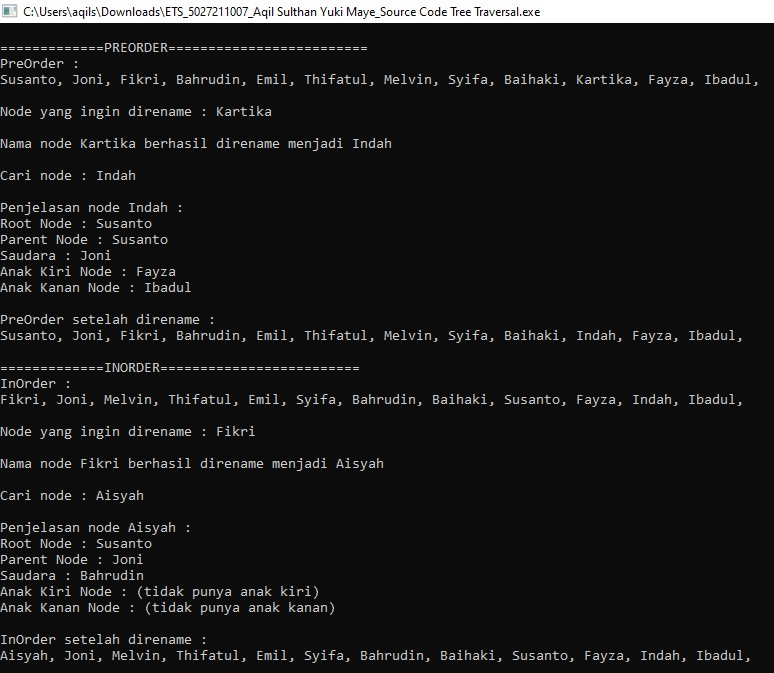 C:\Users\aqils\Downloads\ETS_5027211007_Aqil Sulthan Yuki Maye_Source Code Tree Traversal.exe
=============PREORDER=========================
PreOrder :
Susanto, Joni, Fikri, Bahrudin, Emil, Thifatul, Melvin, Syifa, Baihaki, Kartika, Fayza, Ibadul,
Node yang ingin direname : Kartika
Nama node Kartika berhasil direname menjadi Indah
Cari node : Indah
Penjelasan node Indah :
Root Node : Susanto
Parent Node : Susanto
Saudara : Joni
Anak Kiri Node : Fayza
Anak Kanan Node : Ibadul
PreOrder setelah direname :
Susanto, Joni, Fikri, Bahrudin, Emil, Thifatul, Melvin, Syifa, Baihaki, Indah, Fayza, Ibadul,
=============INORDER=========================
InOrder :
Fikri, Joni, Melvin, Thifatul, Emil, Syifa, Bahrudin, Baihaki, Susanto, Fayza, Indah, Ibadul,
Node yang ingin direname : Fikri
Nama node Fikri berhasil direname menjadi Aisyah
Cari node : Aisyah
Penjelasan node Aisyah :
Root Node : Susanto
Parent Node : Joni
Saudara : Bahrudin
Anak Kiri Node : (tidak punya anak kiri)
Anak Kanan Node : (tidak punya anak kanan)
InOrder setelah direname :
Aisyah, Joni, Melvin, Thifatul, Emil, Syifa, Bahrudin, Baihaki, Susanto, Fayza, Indah, Ibadul,